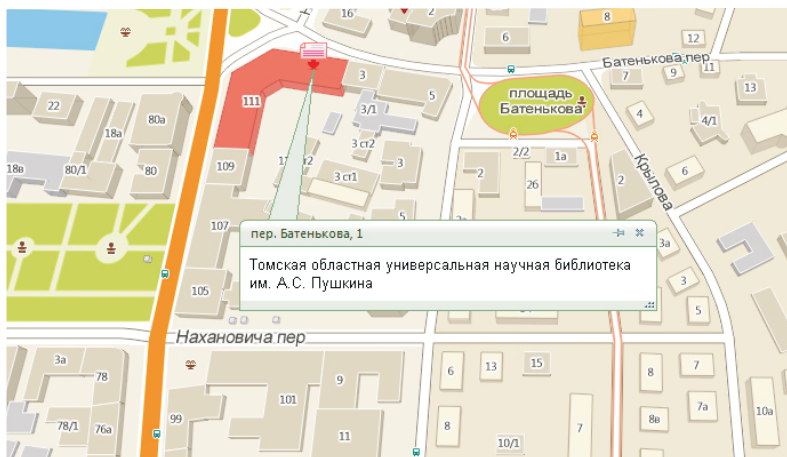 16
2
8
6
12
Батенькова пер
7
9
11
13
111
3
5
площадь
Батенькова
22
18а
80а
3/1
4
4/1
18в
80/1
80
109
3 ст2
3 ст1
3
2/2
1а
2
26
2
6
Крылова
107
5
пер. Батенькова, 1
Томская областная универсальная научная библиотека
им. А.С. Пушкина
3а
3
5
105
Нахановича пер
3а
78
78/1
76а
99
101
9
11
6
13
15
8
7
8
10/1
7
8в
7а
10а